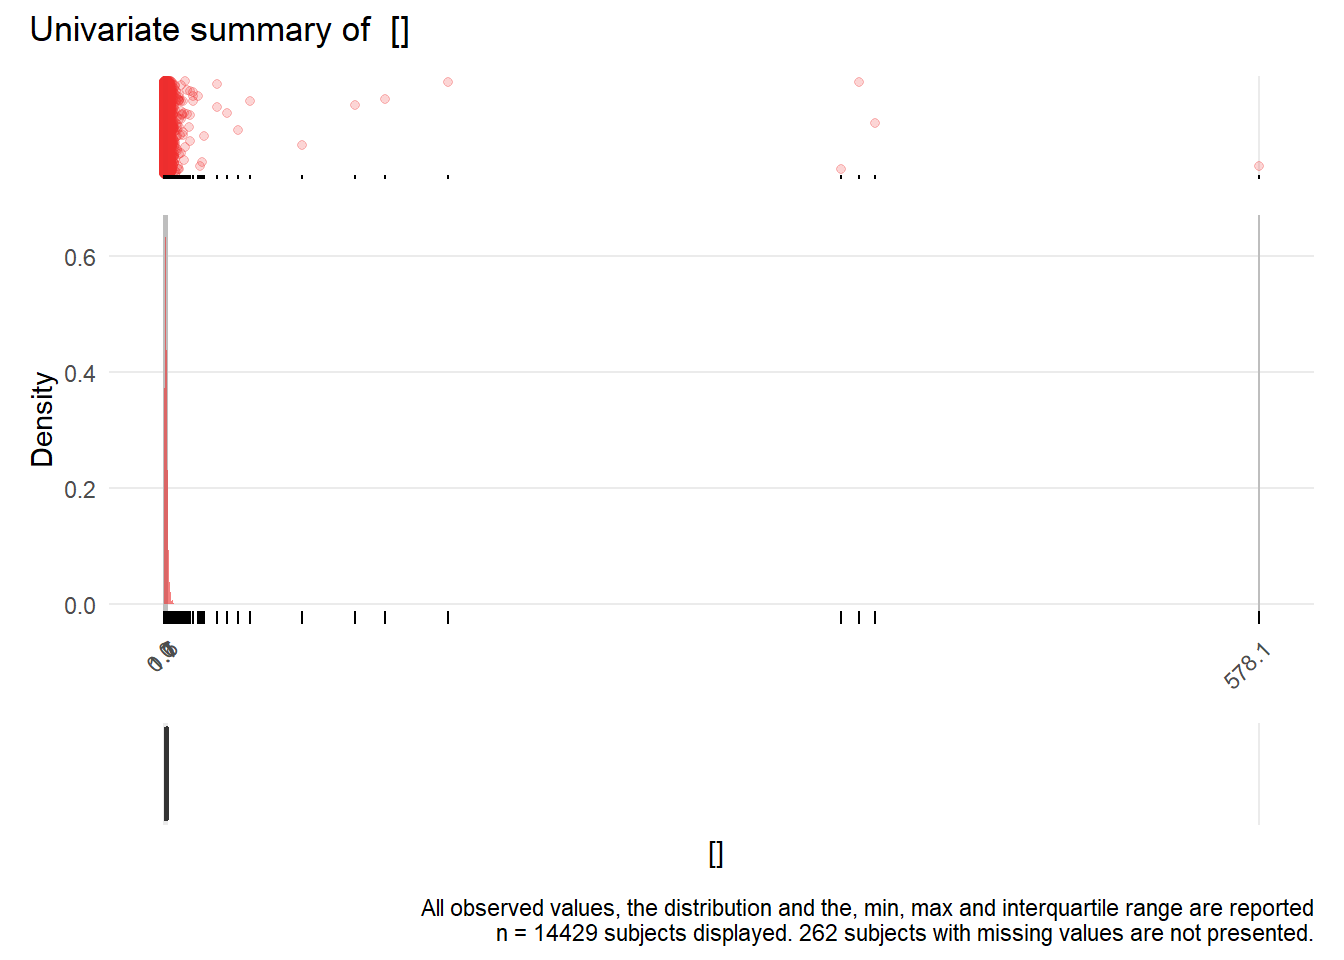 Univariate summary of  []
0.6
0.4
0.2
0.0
Density
578.1
[]
All observed values, the distribution and the, min, max and interquartile range are reported
n = 14429 subjects displayed. 262 subjects with missing values are not presented.